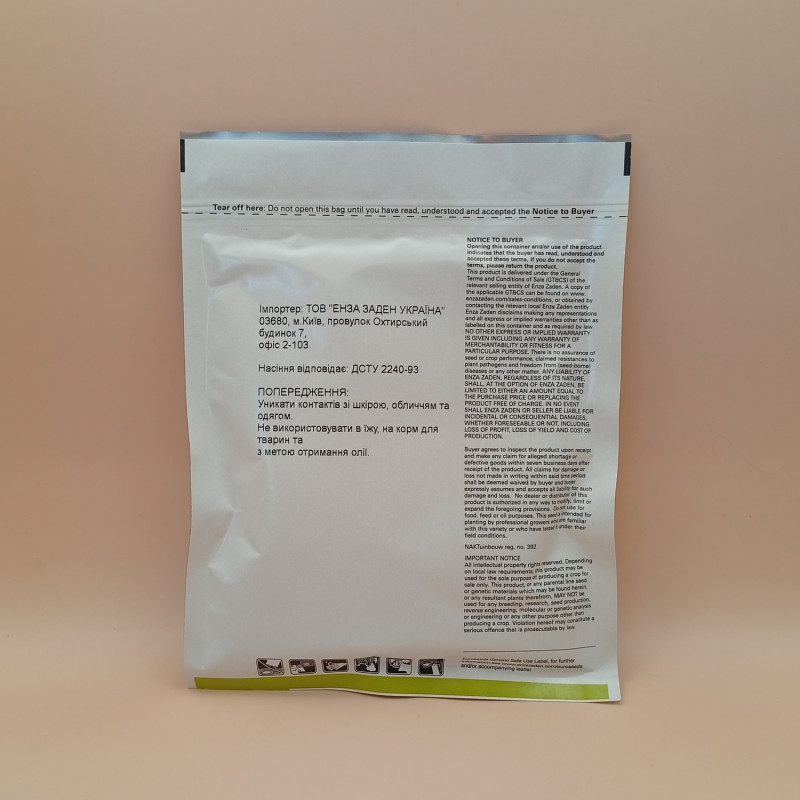 Tear off here: Do not open this bag until you have read, understood and accepted the Notice to Buyer
Імпортер: ТОВ "ЕНЗА ЗАДЕН УКРАЇНА"
03680, м.Київ, провулок Охтирський
будинок 7,
офіс 2-103
Насіння відповідає: ДСТУ 2240-93
ПОПЕРЕДЖЕННЯ:
Уникати контактів зі шкірою, обличчям та
одягом.
Не використовувати в їжу, на корм для
тварин та
з метою отримання олії.
NOTICE TO BUYER
Opening this container and/or use of the product
indicates that the buyer has read, understood and
accepted these terms. If you do not accept the
terms, please return the product.
This product is delivered under the General
Terms and Conditions of Sale (GT&CS) of the
relevant selling entity of Enza Zaden. A copy of
the applicable GT&CS can be found on www.
enzazaden.com/sales-conditions, or obtained by
contacting the relevant local Enza Zaden entity
Enza Zaden disclaims making any representations
and all express or implied warranties other than as
labelled on this container and as required by law
NO OTHER EXPRESS OR IMPLIED WARRANTY
IS GIVEN INCLUDING ANY WARRANTY OF
MERCHANTABILITY OR FITNESS FOR A
PARTICULAR PURPOSE. There is no assurance of
seed or crop performance, claimed resistances to
plant pathogens and freedom from (seed-borne)
diseases or any other matter. ANY LIABILITY OF
ENZA ZADEN, REGARDLESS OF ITS NATURE,
SHALL, AT THE OPTION OF ENZA ZADEN, BE
LIMITED TO EITHER AN AMOUNT EQUAL TO
THE PURCHASE PRICE OR REPLACING THE
PRODUCT FREE OF CHARGE. IN NO EVENT
SHALL ENZA ZADEN OR SELLER BE LIABLE FOR
INCIDENTAL OR CONSEQUENTIAL DAMAGES,
WHETHER FORESEEABLE OR NOT, INCLUDING
LOSS OF PROFIT, LOSS OF YIELD AND COST OF
PRODUCTION.
Buyer agrees to inspect the product upon receipt
and make any claim for alleged shortage or
defective goods within seven business days after
receipt of the product. All claims for damage or
loss not made in writing within said time period
shall be deemed waived by buyer and buyer
expressly assumes and accepts all liability for such
damage and loss. No dealer or distributor of this
product is authorized in any way to modify, limit or
expand the foregoing provisions. Do not use for
food, feed or oil purposes. This seed is intended for
planting by professional growers who are familiar
with this variety or who have tested it under their
field conditions.
NAKTuinbouw reg. no. 392
IMPORTANT NOTICE
All intellectual property rights reserved. Depending
on local law requirements, this product may be
used for the sole purpose of producing a crop for
sale only. This product, or any parental line seed
or genetic materials which may be found herein,
or any resultant plants therefrom, MAY NOT be
used for any breeding, research, seed production,
reverse engineering, molecular or genetic analysis
or engineering or any other purpose other than
producing a crop. Violation hereof may constitute a
serious offence that is prosecutable by law.
Generic Safe Use Label, for further
and/or accompanying leaflet